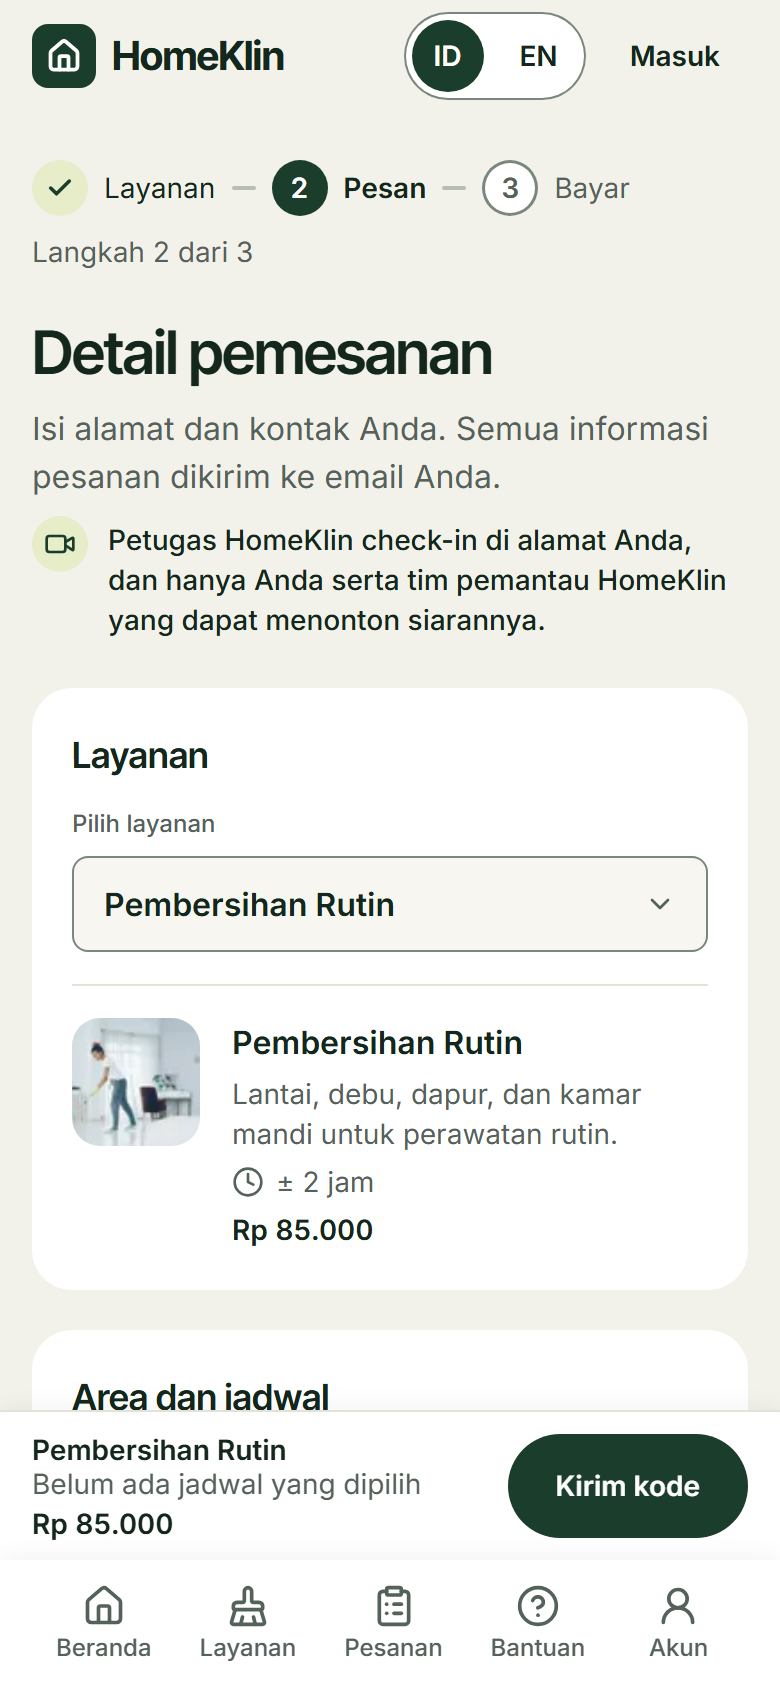 HomeKlin
ID
EN
Masuk
Layanan
2
Pesan
3
Bayar
Langkah 2 dari 3
Detail pemesanan
Isi alamat dan kontak Anda. Semua informasi
pesanan dikirim ke email Anda.
Petugas HomeKlin check-in di alamat Anda,
dan hanya Anda serta tim pemantau HomeKlin
yang dapat menonton siarannya.
Layanan
Pilih layanan
Pembersihan Rutin
Pembersihan Rutin
Lantai, debu, dapur, dan kamar
mandi untuk perawatan rutin.
± 2 jam
Rp 85.000
Area dan jadwal
Pembersihan Rutin
Belum ada jadwal yang dipilih
Rp 85.000
Kirim kode
Beranda
Layanan
Pesanan
Bantuan
Akun